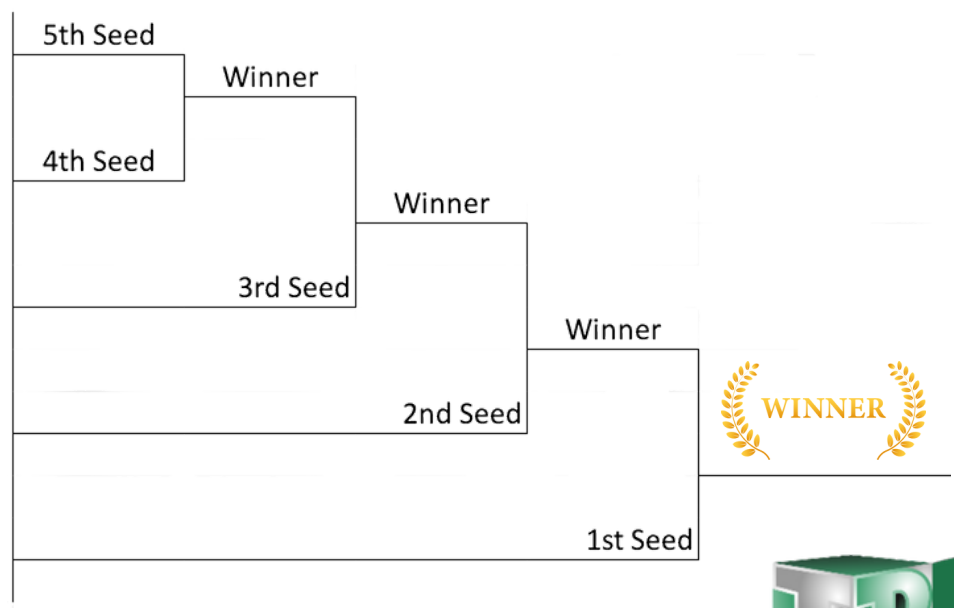 5th Seed
Winner
4th Seed
Winner
3rd Seed
Winner
WINNER
2nd Seed
1st Seed